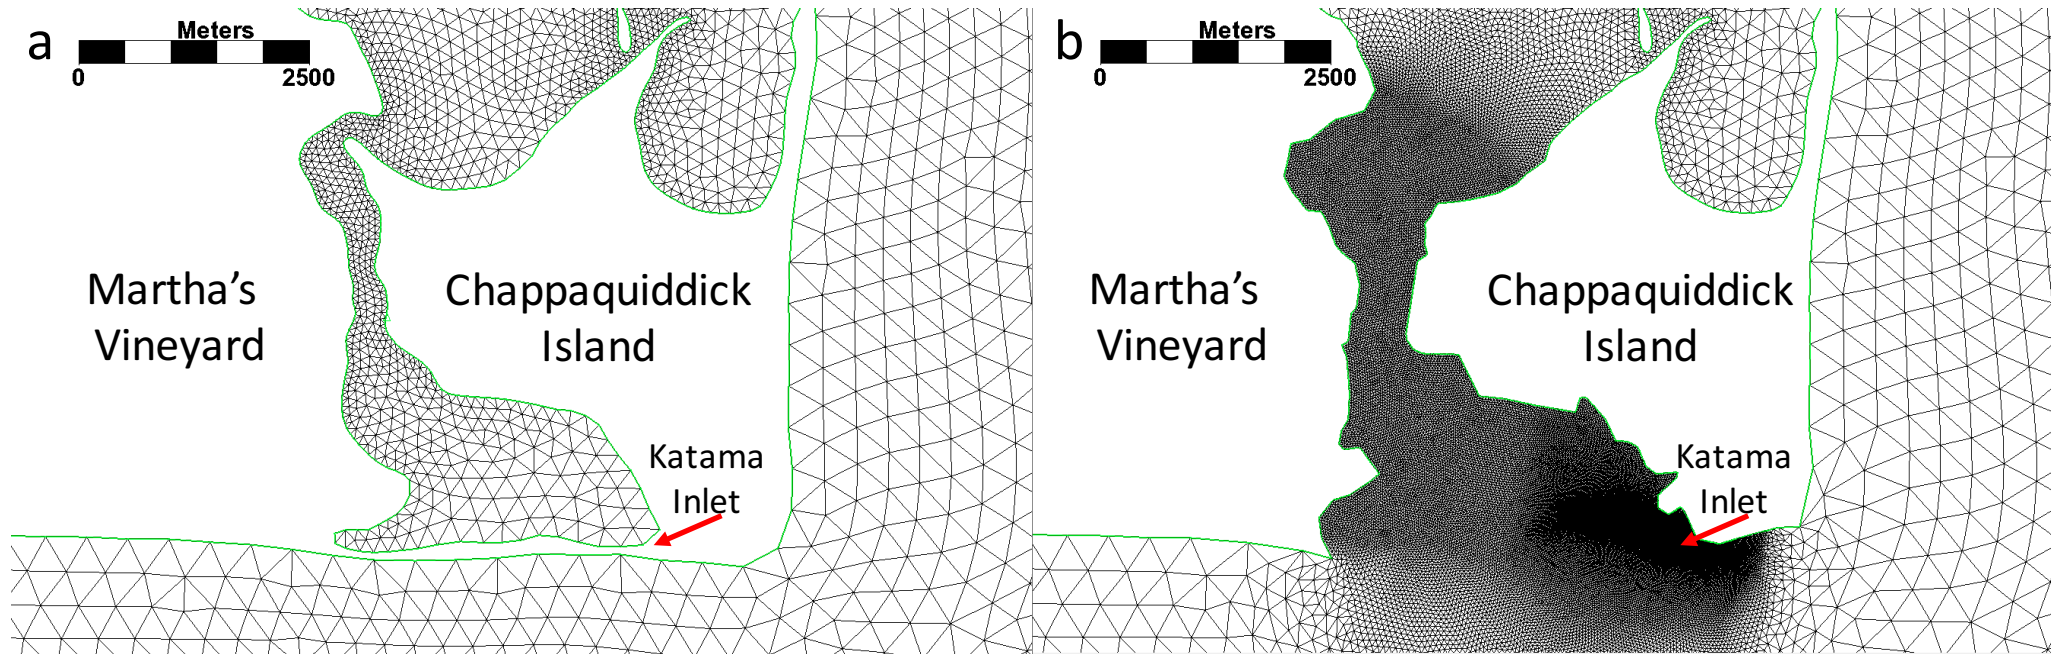 a
Meters
0 2500
Martha's
Vineyard
Chappaquiddick
Island
Katama
Inlet
b
Meters
0 2500
Martha's
Vineyard
Chappaquiddick
Island
Katama
Inlet